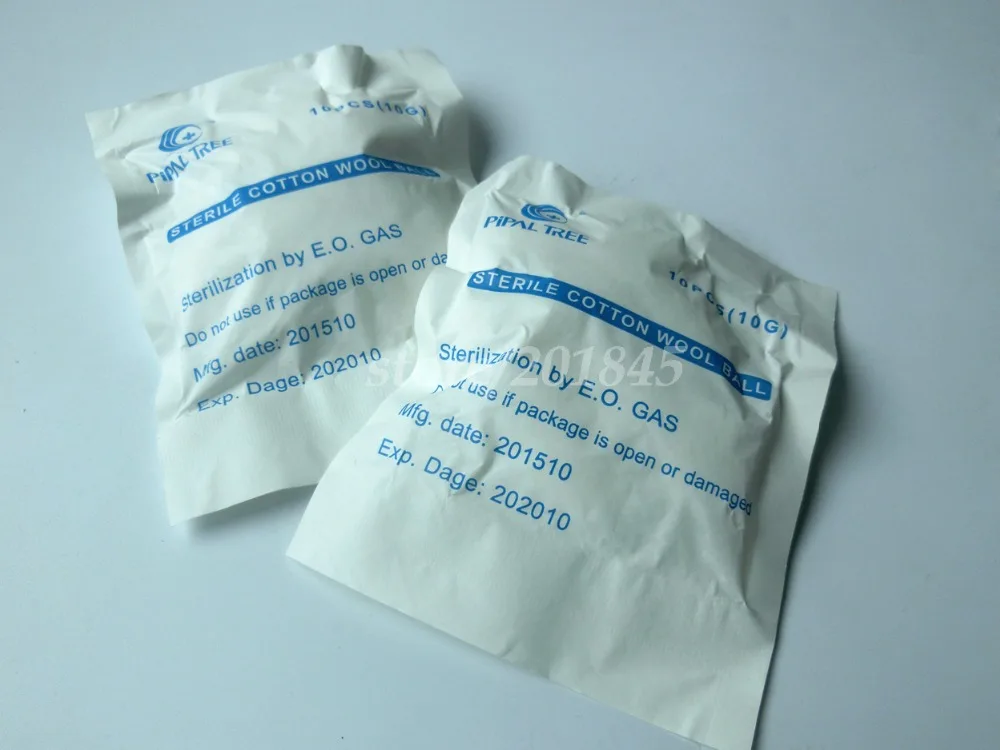 PiPAL TREE
10PCS(10G)
STERILE COTTON WOOL BALL
Sterilization by E.O. GAS
Do not use if package is open or
Mfg. date: 201510
Exp. Dage: 202010
PiPAL TREE
10PCS(10G)
STERILE COTTON WOOL BALL
Sterilization by E.O. GAS
use if package is open or damaged
Mfg. date: 201510
Exp. Dage: 202010
201845